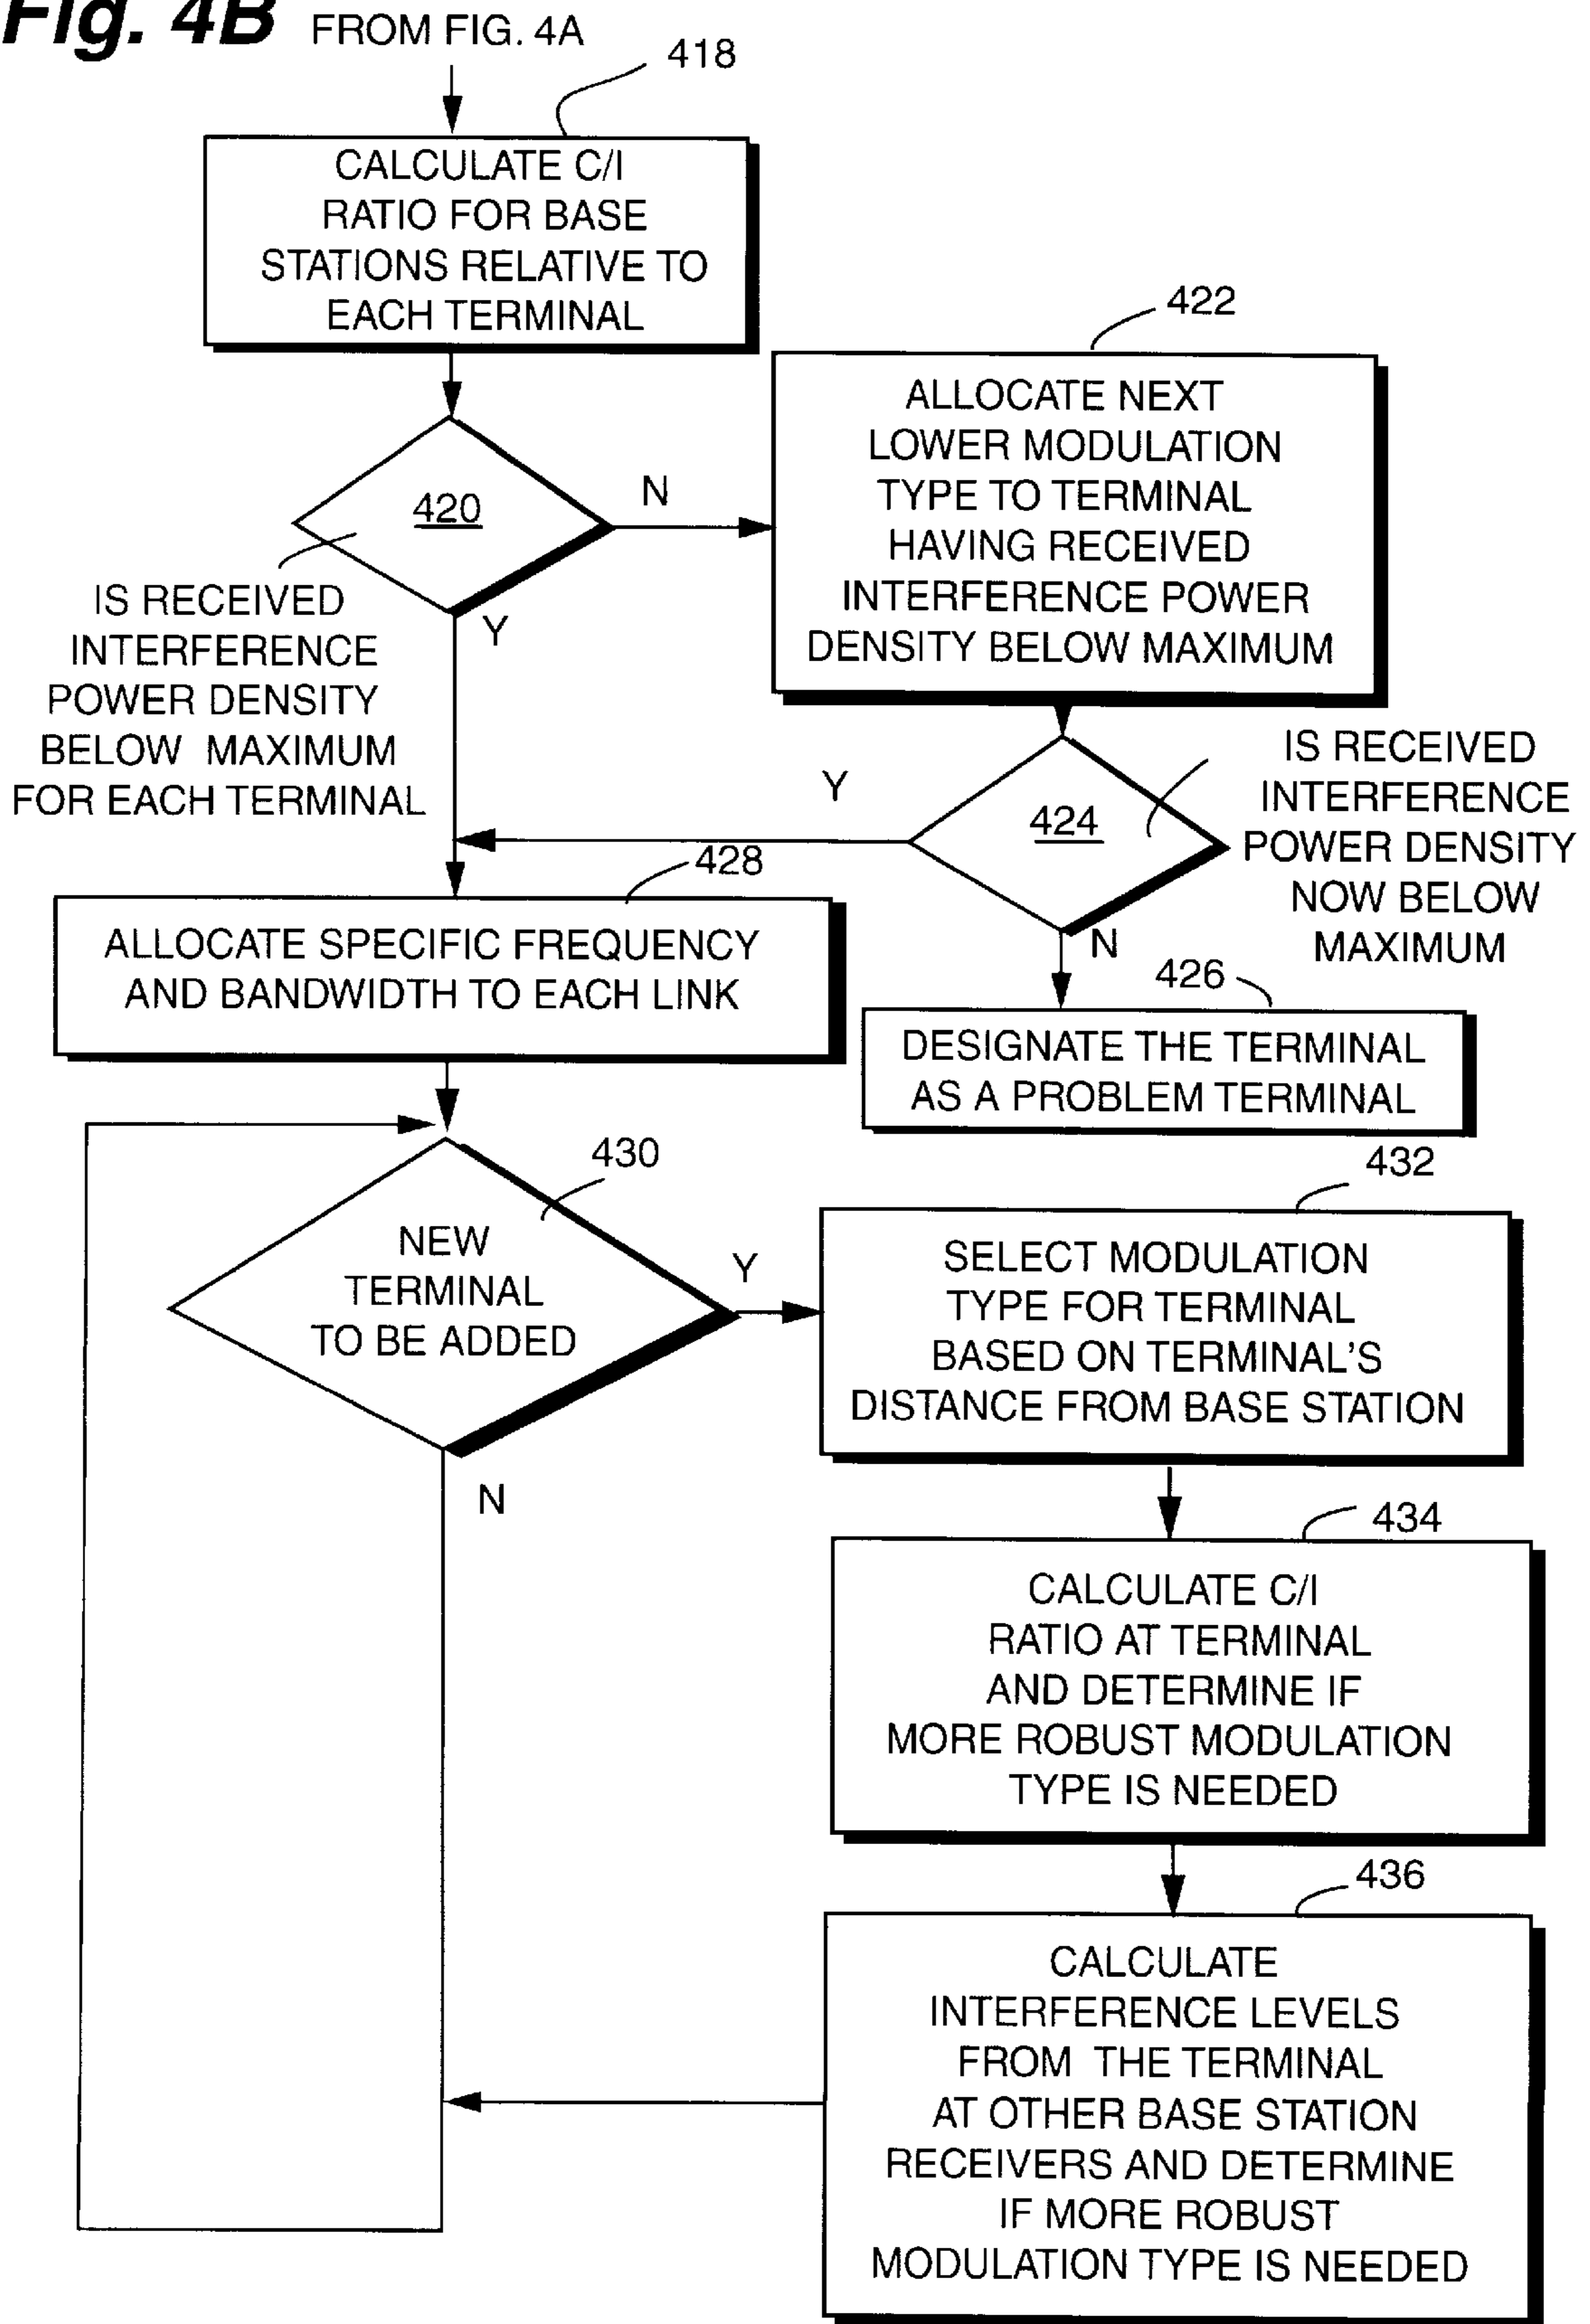 Fig. 4B FROM FIG. 4A
418
CALCULATE C/I
RATIO FOR BASE
STATIONS RELATIVE TO
EACH TERMINAL
422
ALLOCATE NEXT
LOWER MODULATION
TYPE TO TERMINAL
HAVING RECEIVED
INTERFERENCE POWER
DENSITY BELOW MAXIMUM
420
N
Y
IS RECEIVED
INTERFERENCE
POWER DENSITY
BELOW MAXIMUM
FOR EACH TERMINAL
424
Y
N
IS RECEIVED
INTERFERENCE
POWER DENSITY
NOW BELOW
MAXIMUM
428
ALLOCATE SPECIFIC FREQUENCY
AND BANDWIDTH TO EACH LINK
426
DESIGNATE THE TERMINAL
AS A PROBLEM TERMINAL
430
NEW
TERMINAL
TO BE ADDED
Y
N
432
SELECT MODULATION
TYPE FOR TERMINAL
BASED ON TERMINAL'S
DISTANCE FROM BASE STATION
434
CALCULATE C/I
RATIO AT TERMINAL
AND DETERMINE IF
MORE ROBUST MODULATION
TYPE IS NEEDED
436
CALCULATE
INTERFERENCE LEVELS
FROM THE TERMINAL
AT OTHER BASE STATION
RECEIVERS AND DETERMINE
IF MORE ROBUST
MODULATION TYPE IS NEEDED